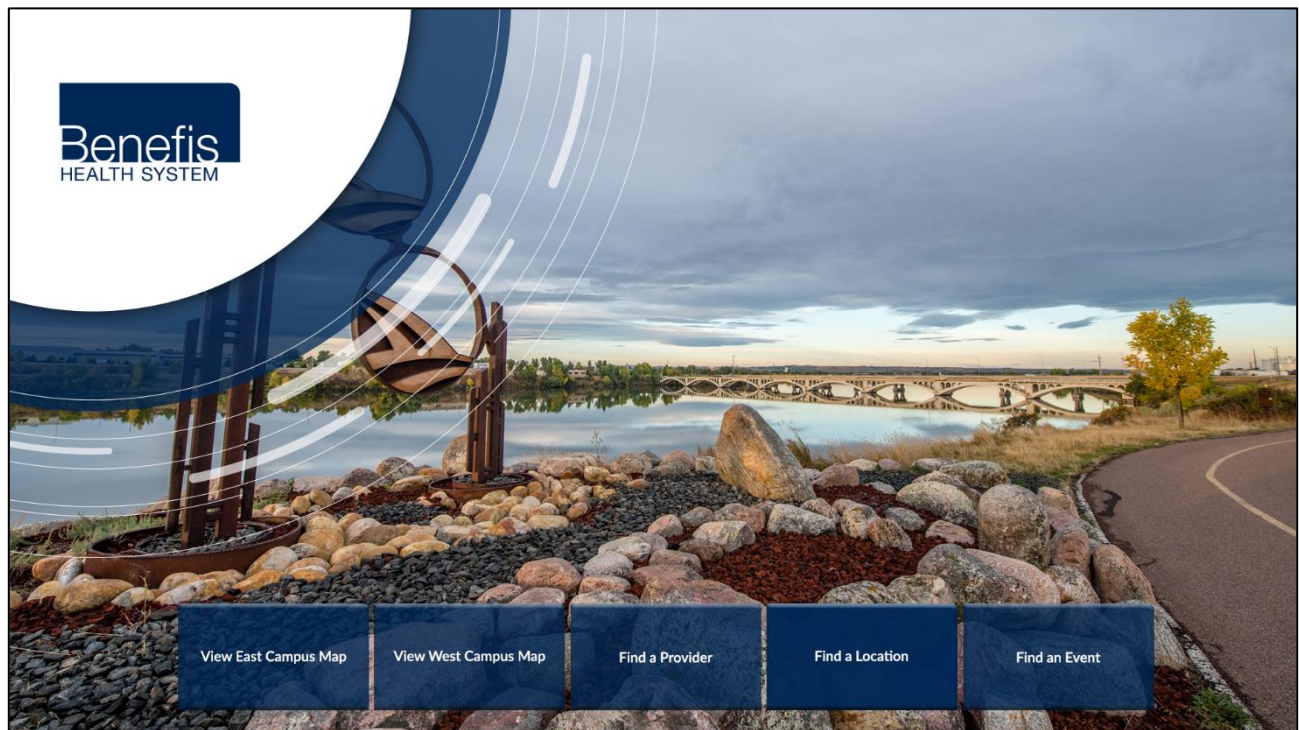 Benefis
HEALTH SYSTEM
View East Campus Map
View West Campus Map
Find a Provider
Find a Location
Find an Event